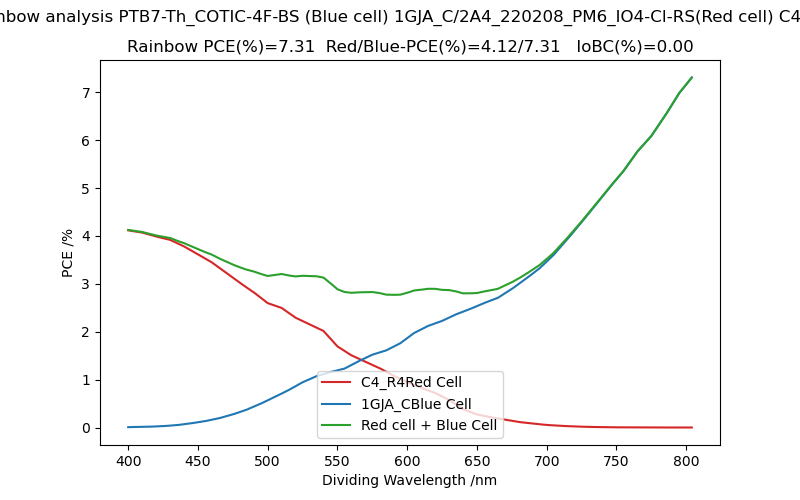 nbow analysis PTB7-Th_COTIC-4F-BS (Blue cell) 1GJA_C/2A4_220208_PM6_IO4-Cl-RS(Red cell) C4
Rainbow PCE(%)=7.31 Red/Blue-PCE(%)=4.12/7.31 IoBC(%)=0.00
PCE /%
7
6
5
4
3
2
1
0
C4_R4Red Cell
1GJA_CBlue Cell
Red cell + Blue Cell
400 450 500 550 600 650 700 750 800
Dividing Wavelength /nm